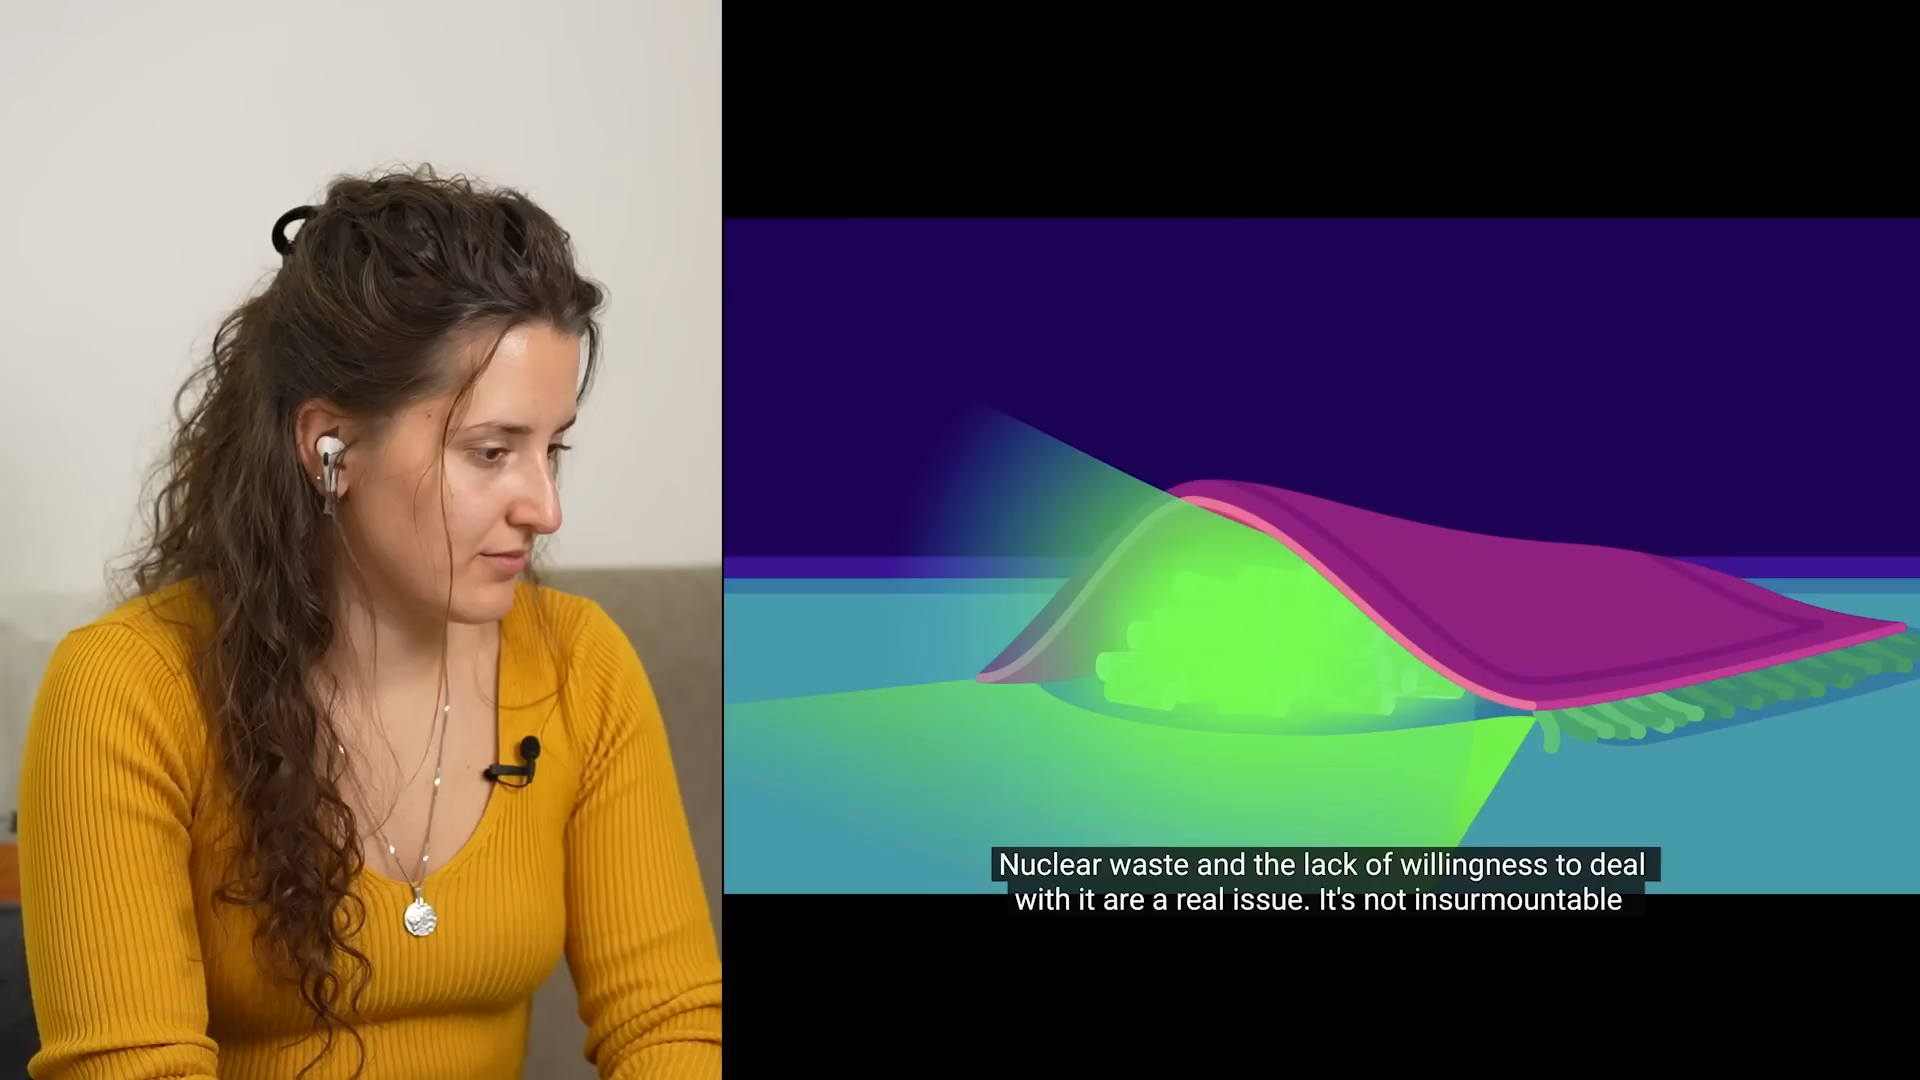 Nuclear waste and the lack of willingness to deal
with it are a real issue. It's not insurmountable